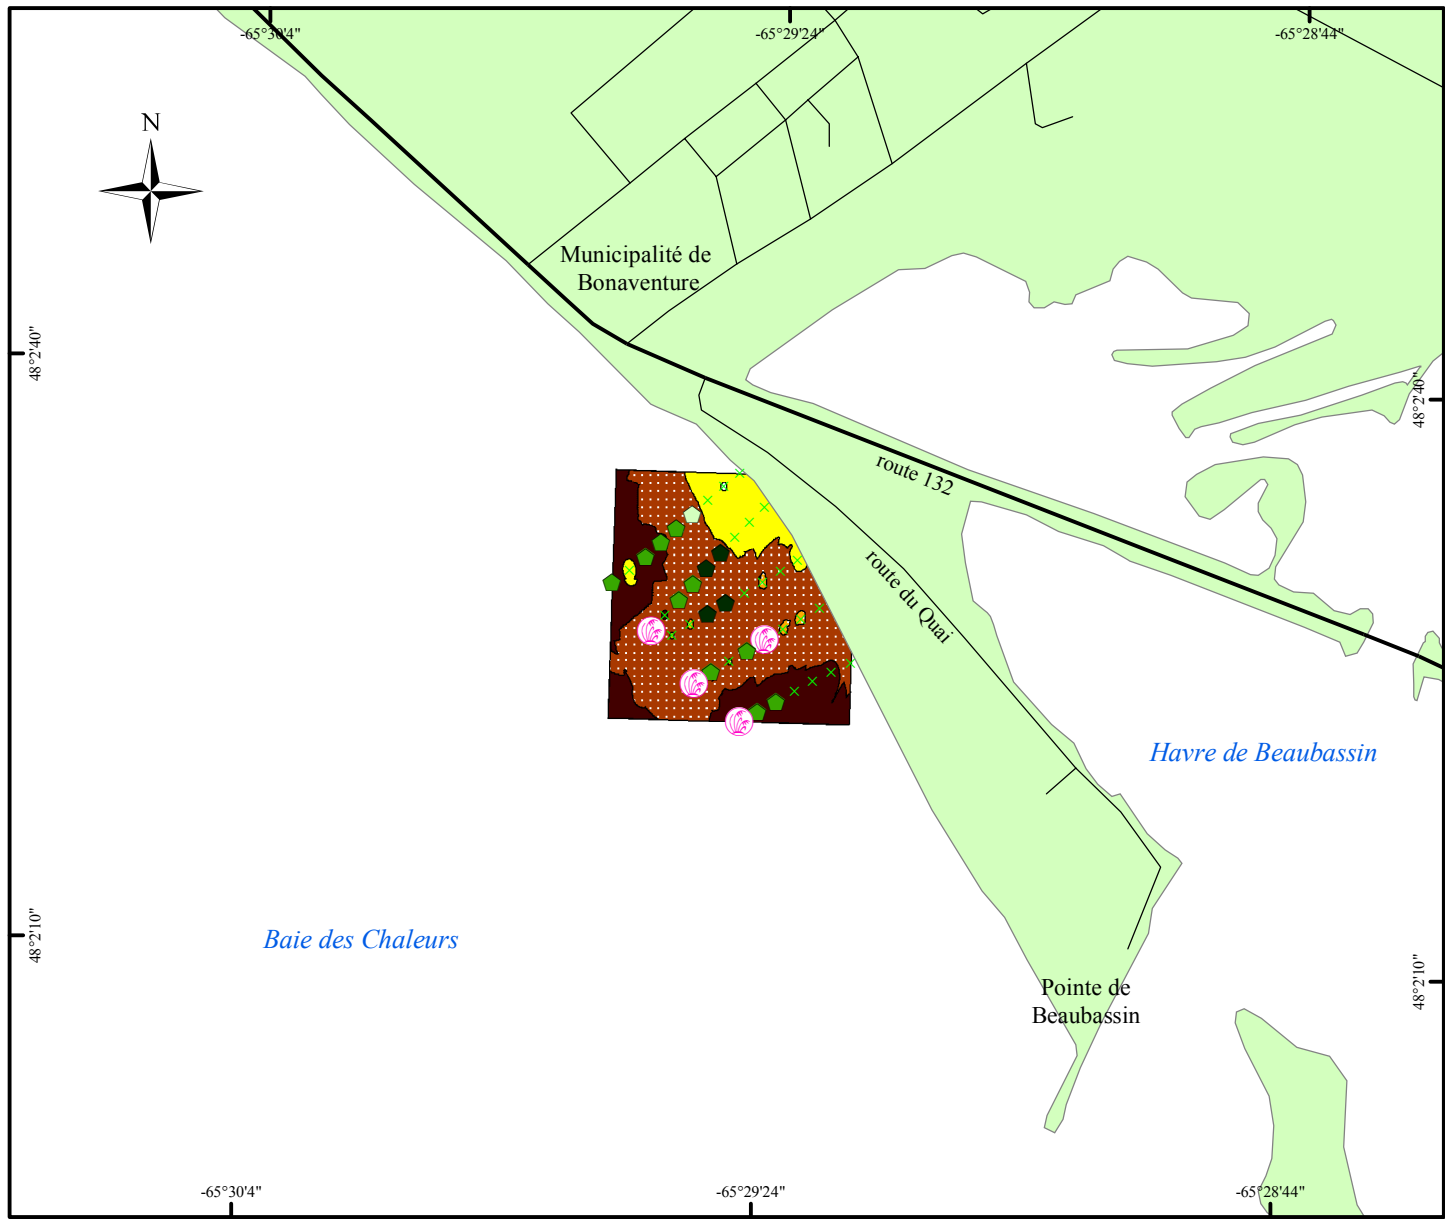 -65°30'4"
-65°29'24"
-65°28'44"
N
Municipalité de
Bonaventure
48°2'40"
48°2'40"
route 132
route du Quai
Havre de Beaubassin
Baie des Chaleurs
48°2'10"
48°2'10"
Pointe de
Beaubassin
-65°30'4"
-65°29'24"
-65°28'44"